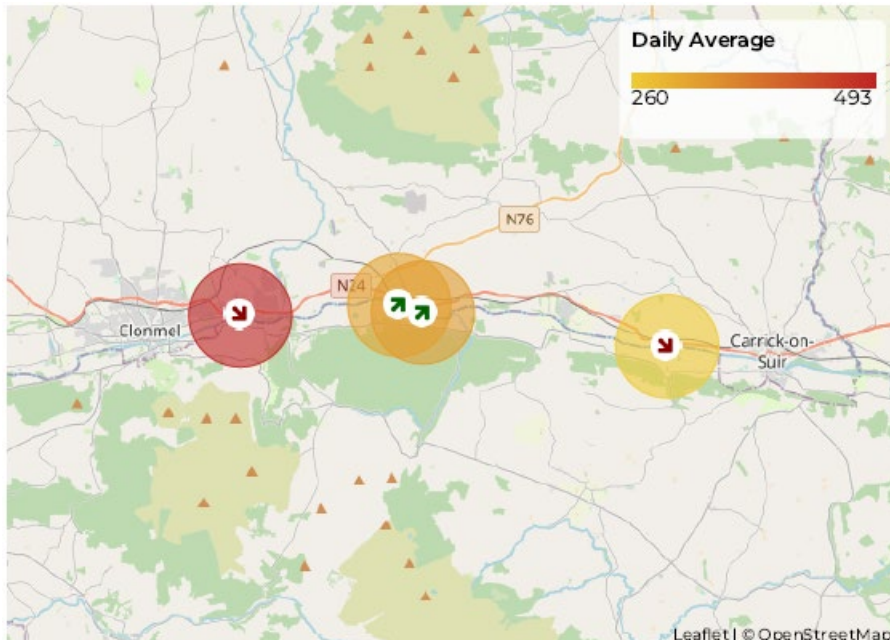 Daily Average
260
493
N76
N24
Clonmel
Carrick-on-
Suir
Leaflet | © OpenStreetMap